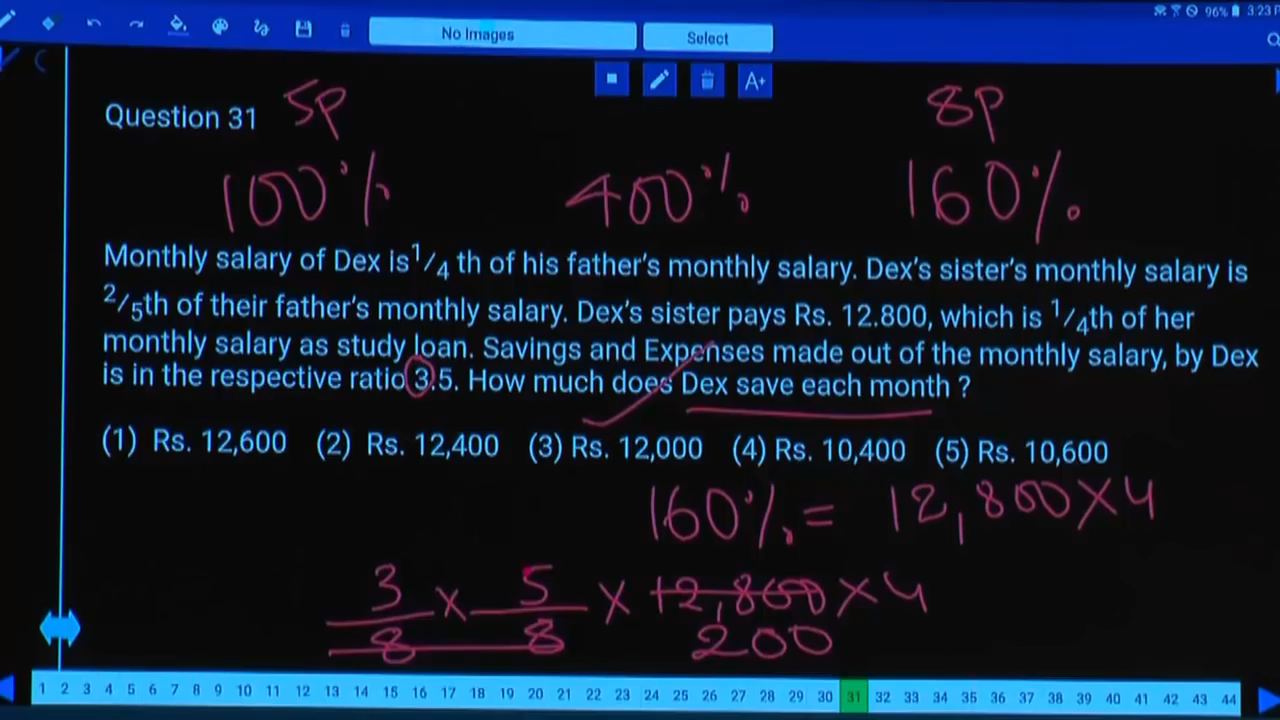 96% 3:23 P
No Images Select
A+
Question 31 5P 8P
100% 400% 160%
Monthly salary of Dex is 1/4 th of his father's monthly salary. Dex's sister's monthly salary is
2/5th of their father's monthly salary. Dex's sister pays Rs. 12.800, which is 1/4th of her
monthly salary as study loan. Savings and Expenses made out of the monthly salary, by Dex
is in the respective ratio 3.5. How much does Dex save each month ?
(1) Rs. 12,600 (2) Rs. 12,400 (3) Rs. 12,000 (4) Rs. 10,400 (5) Rs. 10,600
160% = 12,800 X 4
3 5 12,800 X 4
X X
8 8 200
1 2 3 4 5 6 7 8 9 10 11 12 13 14 15 16 17 18 19 20 21 22 23 24 25 26 27 28 29 30 31 32 33 34 35 36 37 38 39 40 41 42 43 44